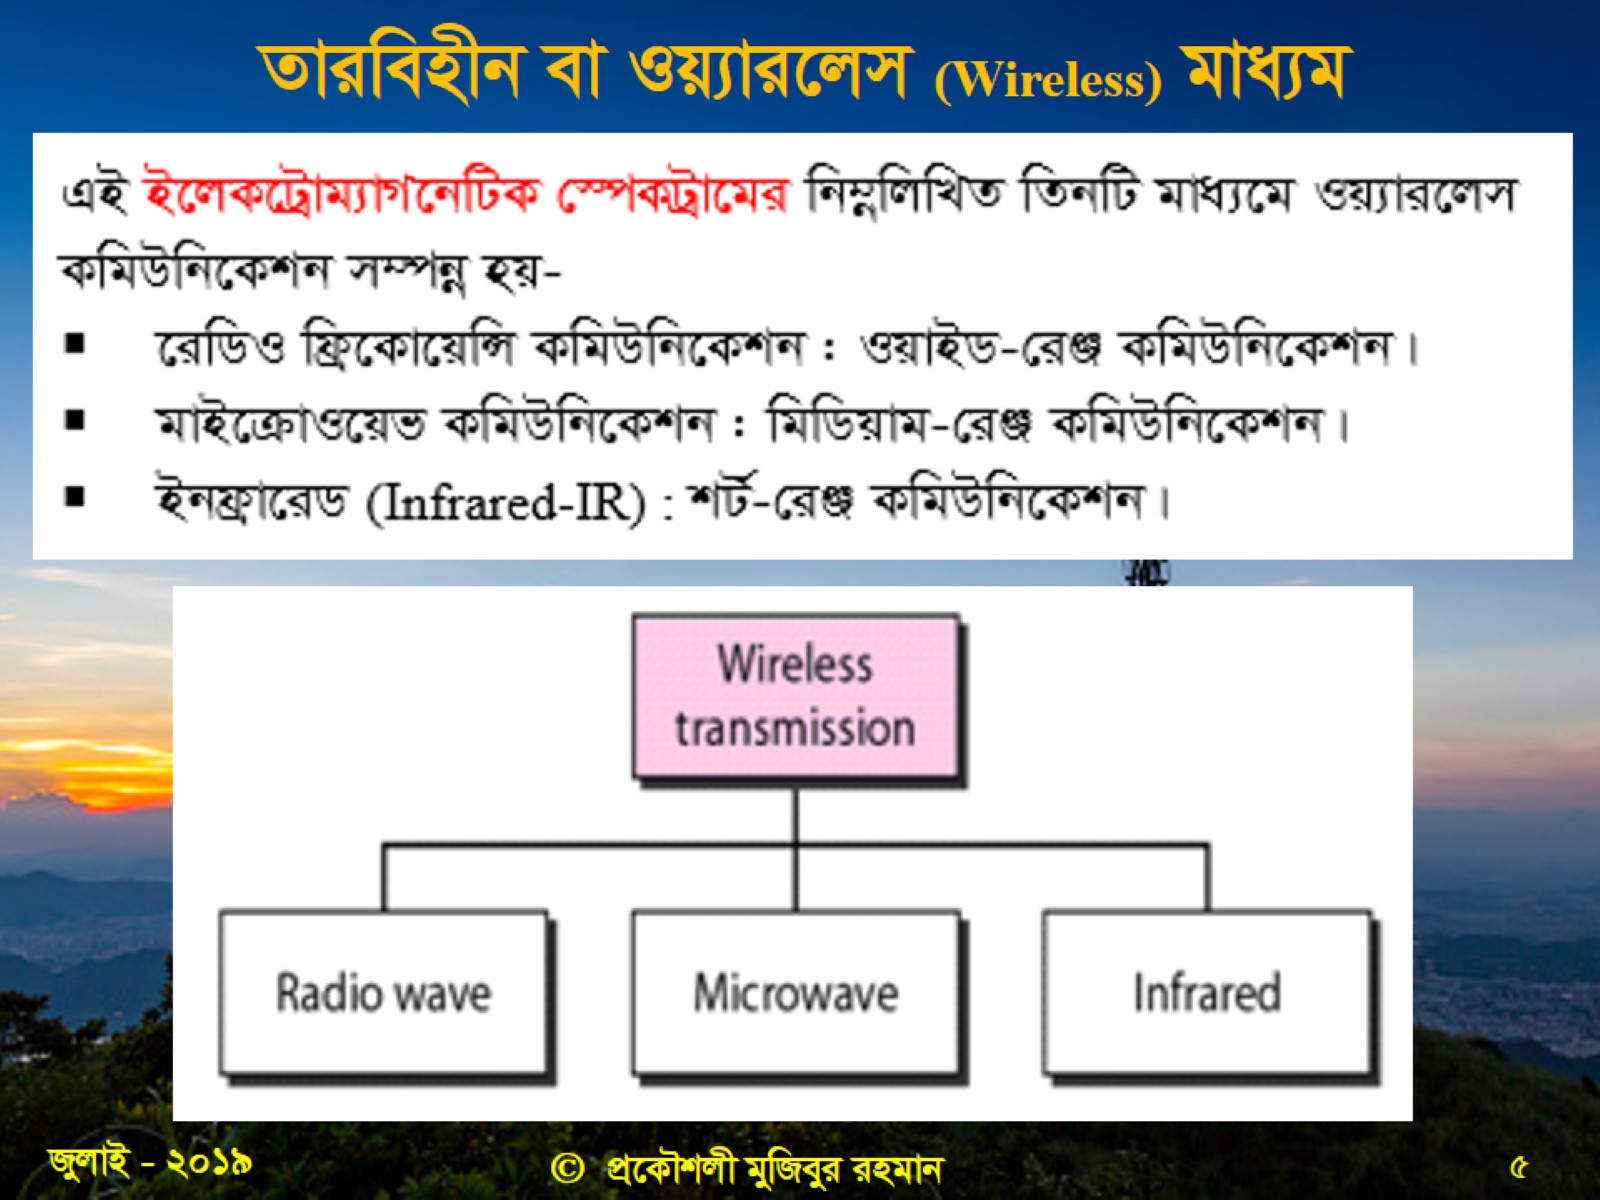 তারবিহীন বা ওয়্যারলেস (Wireless) মাধ্যম
এই ইলেকট্রোম্যাগনেটিক স্পেকট্রামের নিম্নলিখিত তিনটি মাধ্যমে ওয়্যারলেস
কমিউনিকেশন সম্পন্ন হয়-
▪ রেডিও ফ্রিকোয়েন্সি কমিউনিকেশন : ওয়াইড-রেঞ্জ কমিউনিকেশন।
▪ মাইক্রোওয়েভ কমিউনিকেশন : মিডিয়াম-রেঞ্জ কমিউনিকেশন।
▪ ইনফ্রারেড (Infrared-IR) : শর্ট-রেঞ্জ কমিউনিকেশন।
Wireless
transmission
Radio wave Microwave Infrared
জুলাই - ২০১৯ © প্রকৌশলী মুজিবুর রহমান ৫